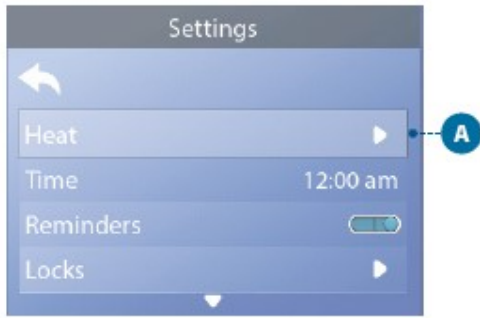 Settings
Heat
A
Time 12:00 am
Reminders
Locks